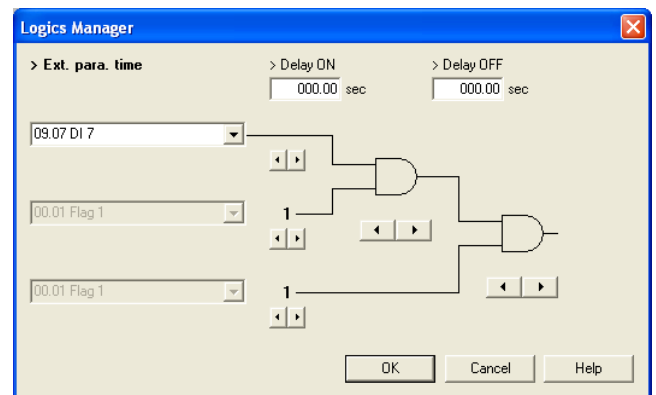 Logics Manager
> Ext. para. time
> Delay ON
> Delay OFF
000.00 sec
000.00 sec
09.07 DI 7
00.01 Flag 1
1
00.01 Flag 1
1
OK
Cancel
Help